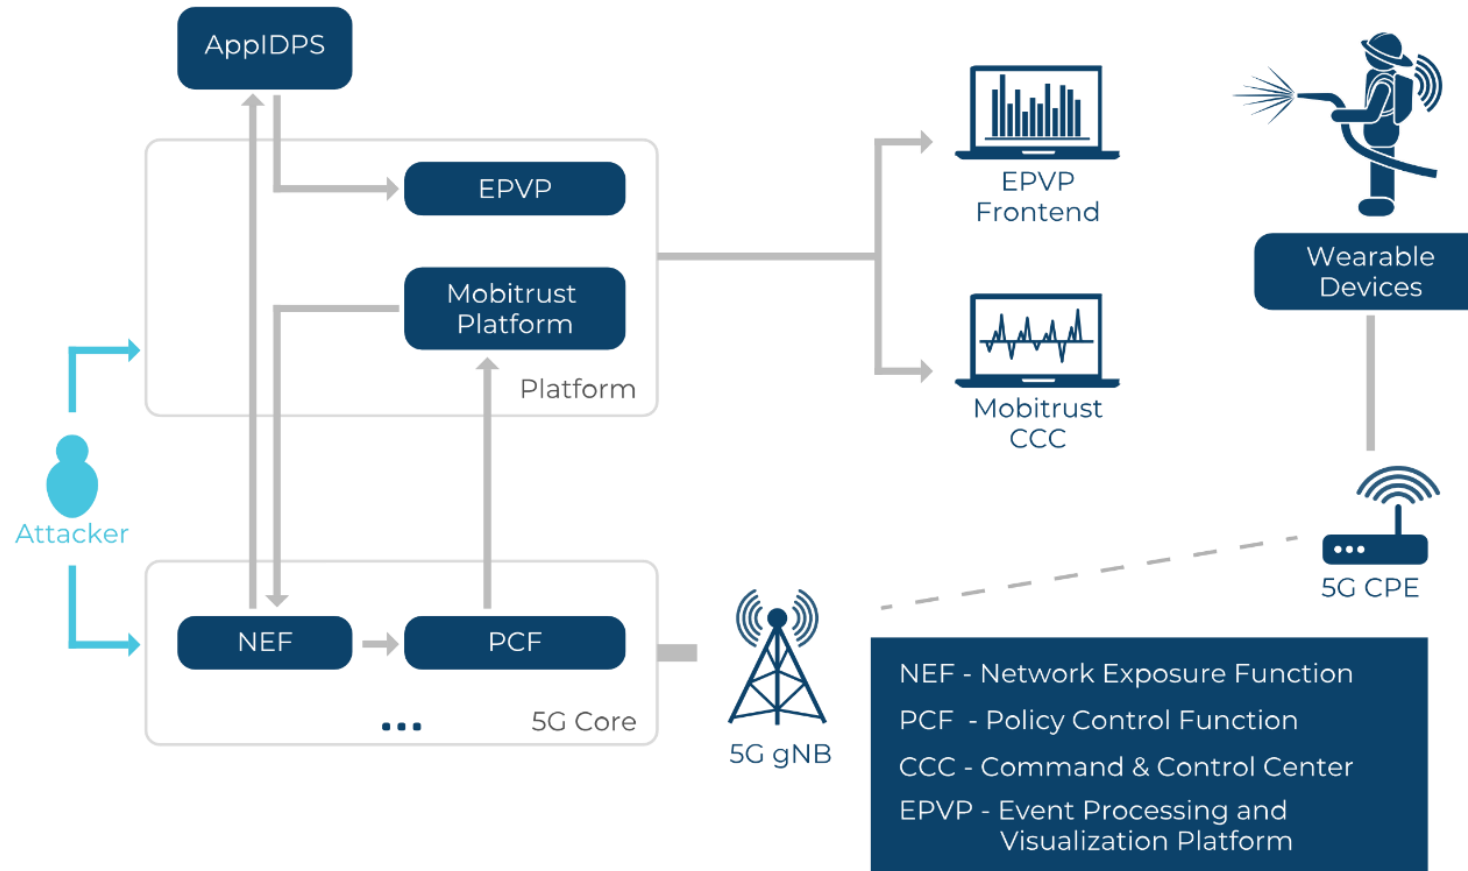 AppIDPS
EPVP
Mobitrust
Platform
Platform
Attacker
NEF
PCF
...
5G Core
EPVP
Frontend
Mobitrust
CCC
Wearable
Devices
5G CPE
5G gNB
NEF - Network Exposure Function
PCF - Policy Control Function
CCC - Command & Control Center
EPVP - Event Processing and
Visualization Platform